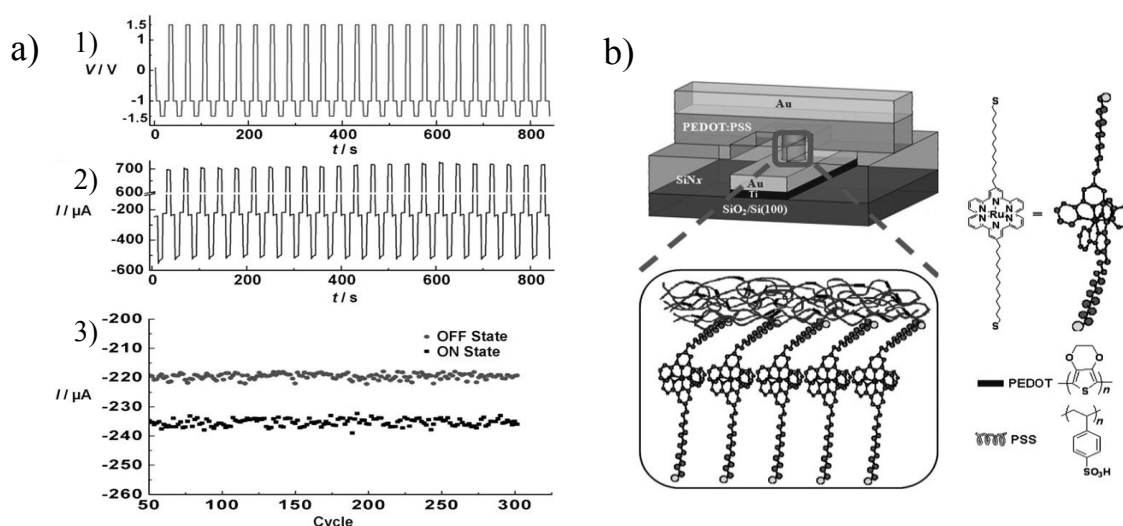 a)
1)
1.5
V / V
0
-1
-1.5
0 200 400 600 800
t / s
2)
700
600
I / µA
-200
-400
-600
0 200 400 600 800
t / s
3)
-200
-210
-220
I / µA
-230
-240
-250
-260
OFF State
ON State
50 100 150 200 250 300
Cycle
b)
Au
PEDOT:PSS
SiNx
Au
Ti
SiO₂/Si(100)
S
N N
N Ru N
N N
=
S
PEDOT
O O
S n
PSS
n
SO₃H